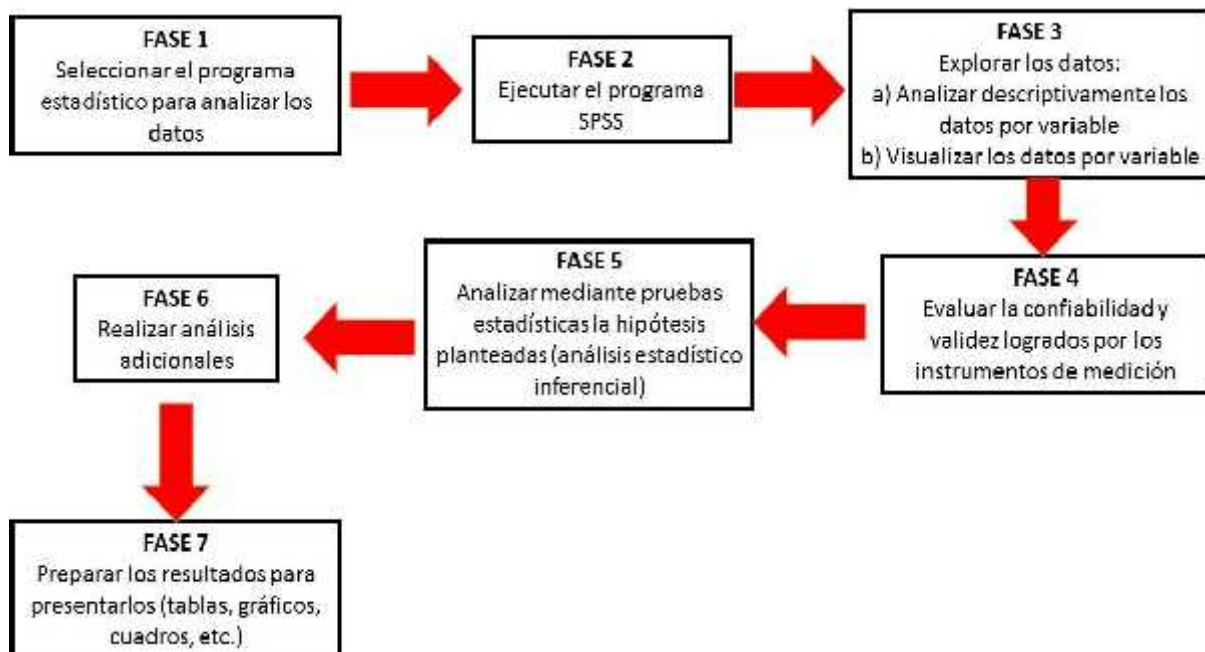 FASE 1
Seleccionar el programa
estadístico para analizar los
datos
FASE 2
Ejecutar el programa
SPSS
FASE 3
Explorar los datos:
a) Analizar descriptivamente los
datos por variable
b) Visualizar los datos por variable
FASE 4
Evaluar la confiabilidad y
validez logrados por los
instrumentos de medición
FASE 5
Analizar mediante pruebas
estadísticas la hipótesis
planteadas (análisis estadístico
inferencial)
FASE 6
Realizar análisis
adicionales
FASE 7
Preparar los resultados para
presentarlos (tablas, gráficos,
cuadros, etc.)